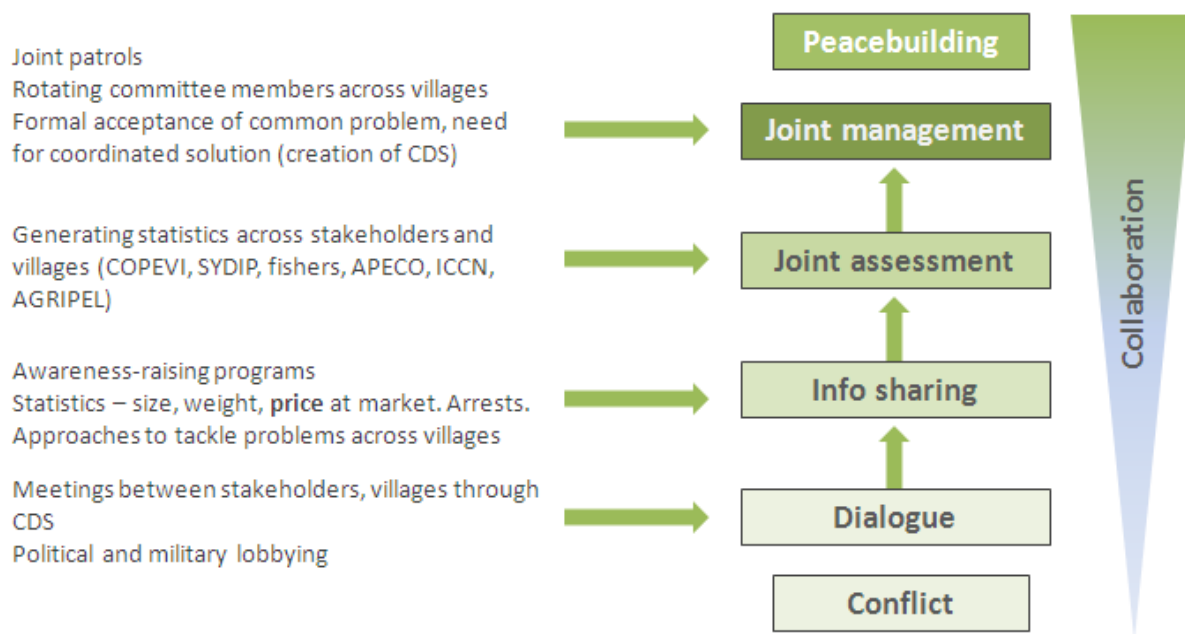 Peacebuilding
Joint patrols
Rotating committee members across villages
Formal acceptance of common problem, need
for coordinated solution (creation of CDS)
Joint management
Generating statistics across stakeholders and
villages (COPEVI, SYDIP, fishers, APECO, ICCN,
AGRIPEL)
Joint assessment
Awareness-raising programs
Statistics – size, weight, price at market. Arrests.
Approaches to tackle problems across villages
Info sharing
Meetings between stakeholders, villages through
CDS
Political and military lobbying
Dialogue
Conflict
Collaboration